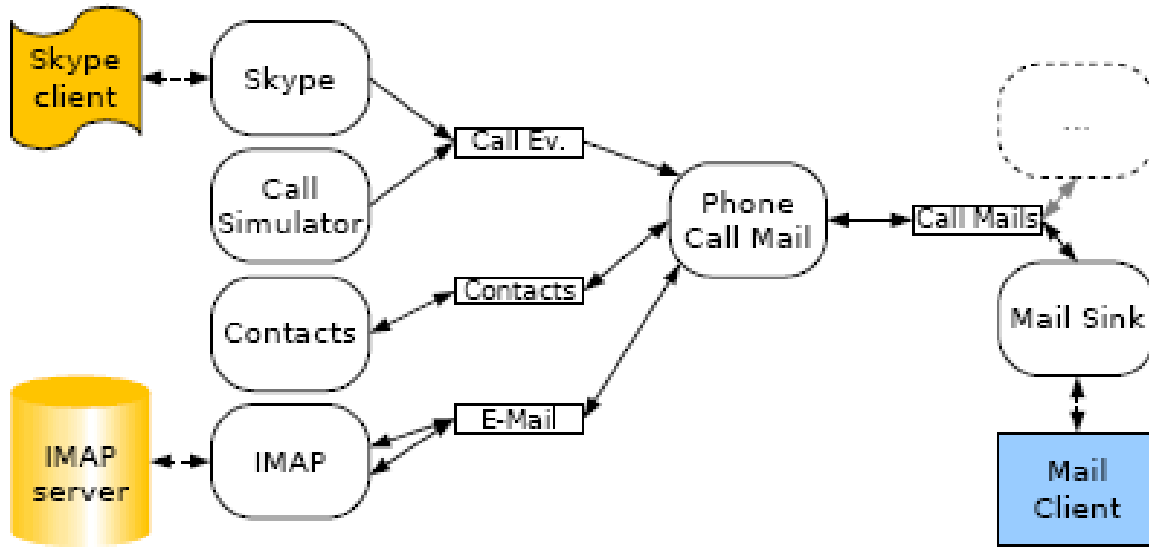 Skype
client
Skype
Call Ev.
Call
Simulator
Phone
Call Mail
Call Mails
...
Contacts
Contacts
Mail Sink
IMAP
server
IMAP
E-Mail
Mail
Client